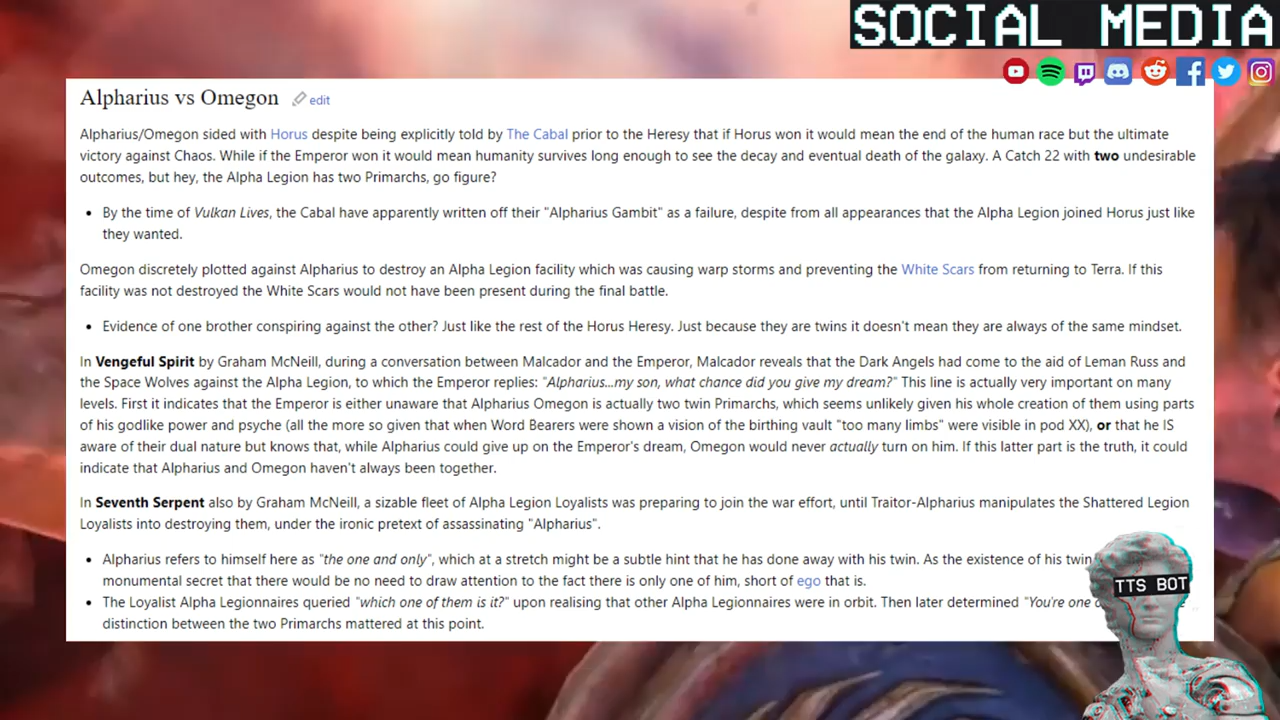 SOCIAL MEDIA
Alpharius vs Omegon edit
Alpharius/Omegon sided with Horus despite being explicitly told by The Cabal prior to the Heresy that if Horus won it would mean the end of the human race but the ultimate
victory against Chaos. While if the Emperor won it would mean humanity survives long enough to see the decay and eventual death of the galaxy. A Catch 22 with two undesirable
outcomes, but hey, the Alpha Legion has two Primarchs, go figure?
• By the time of Vulkan Lives, the Cabal have apparently written off their "Alpharius Gambit" as a failure, despite from all appearances that the Alpha Legion joined Horus just like
they wanted.
Omegon discretely plotted against Alpharius to destroy an Alpha Legion facility which was causing warp storms and preventing the White Scars from returning to Terra. If this
facility was not destroyed the White Scars would not have been present during the final battle.
• Evidence of one brother conspiring against the other? Just like the rest of the Horus Heresy. Just because they are twins it doesn't mean they are always of the same mindset.
In Vengeful Spirit by Graham McNeill, during a conversation between Malcador and the Emperor, Malcador reveals that the Dark Angels had come to the aid of Leman Russ and
the Space Wolves against the Alpha Legion, to which the Emperor replies: "Alpharius...my son, what chance did you give my dream?" This line is actually very important on many
levels. First it indicates that the Emperor is either unaware that Alpharius Omegon is actually two twin Primarchs, which seems unlikely given his whole creation of them using parts
of his godlike power and psyche (all the more so given that when Word Bearers were shown a vision of the birthing vault "too many limbs" were visible in pod XX), or that he IS
aware of their dual nature but knows that, while Alpharius could give up on the Emperor's dream, Omegon would never actually turn on him. If this latter part is the truth, it could
indicate that Alpharius and Omegon haven't always been together.
In Seventh Serpent also by Graham McNeill, a sizable fleet of Alpha Legion Loyalists was preparing to join the war effort, until Traitor-Alpharius manipulates the Shattered Legion
Loyalists into destroying them, under the ironic pretext of assassinating "Alpharius".
• Alpharius refers to himself here as "the one and only", which at a stretch might be a subtle hint that he has done away with his twin. As the existence of his twin
monumental secret that there would be no need to draw attention to the fact there is only one of him, short of ego that is.
• The Loyalist Alpha Legionnaires queried "which one of them is it?" upon realising that other Alpha Legionnaires were in orbit. Then later determined "You're one
distinction between the two Primarchs mattered at this point.
TTS BOT